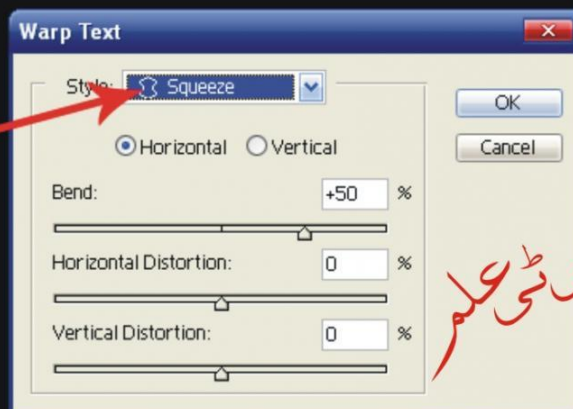 Warp Text
Style: Squeeze
OK
Horizontal Vertical
Cancel
Bend: +50 %
Horizontal Distortion: 0 %
Vertical Distortion: 0 %
ٹی علم